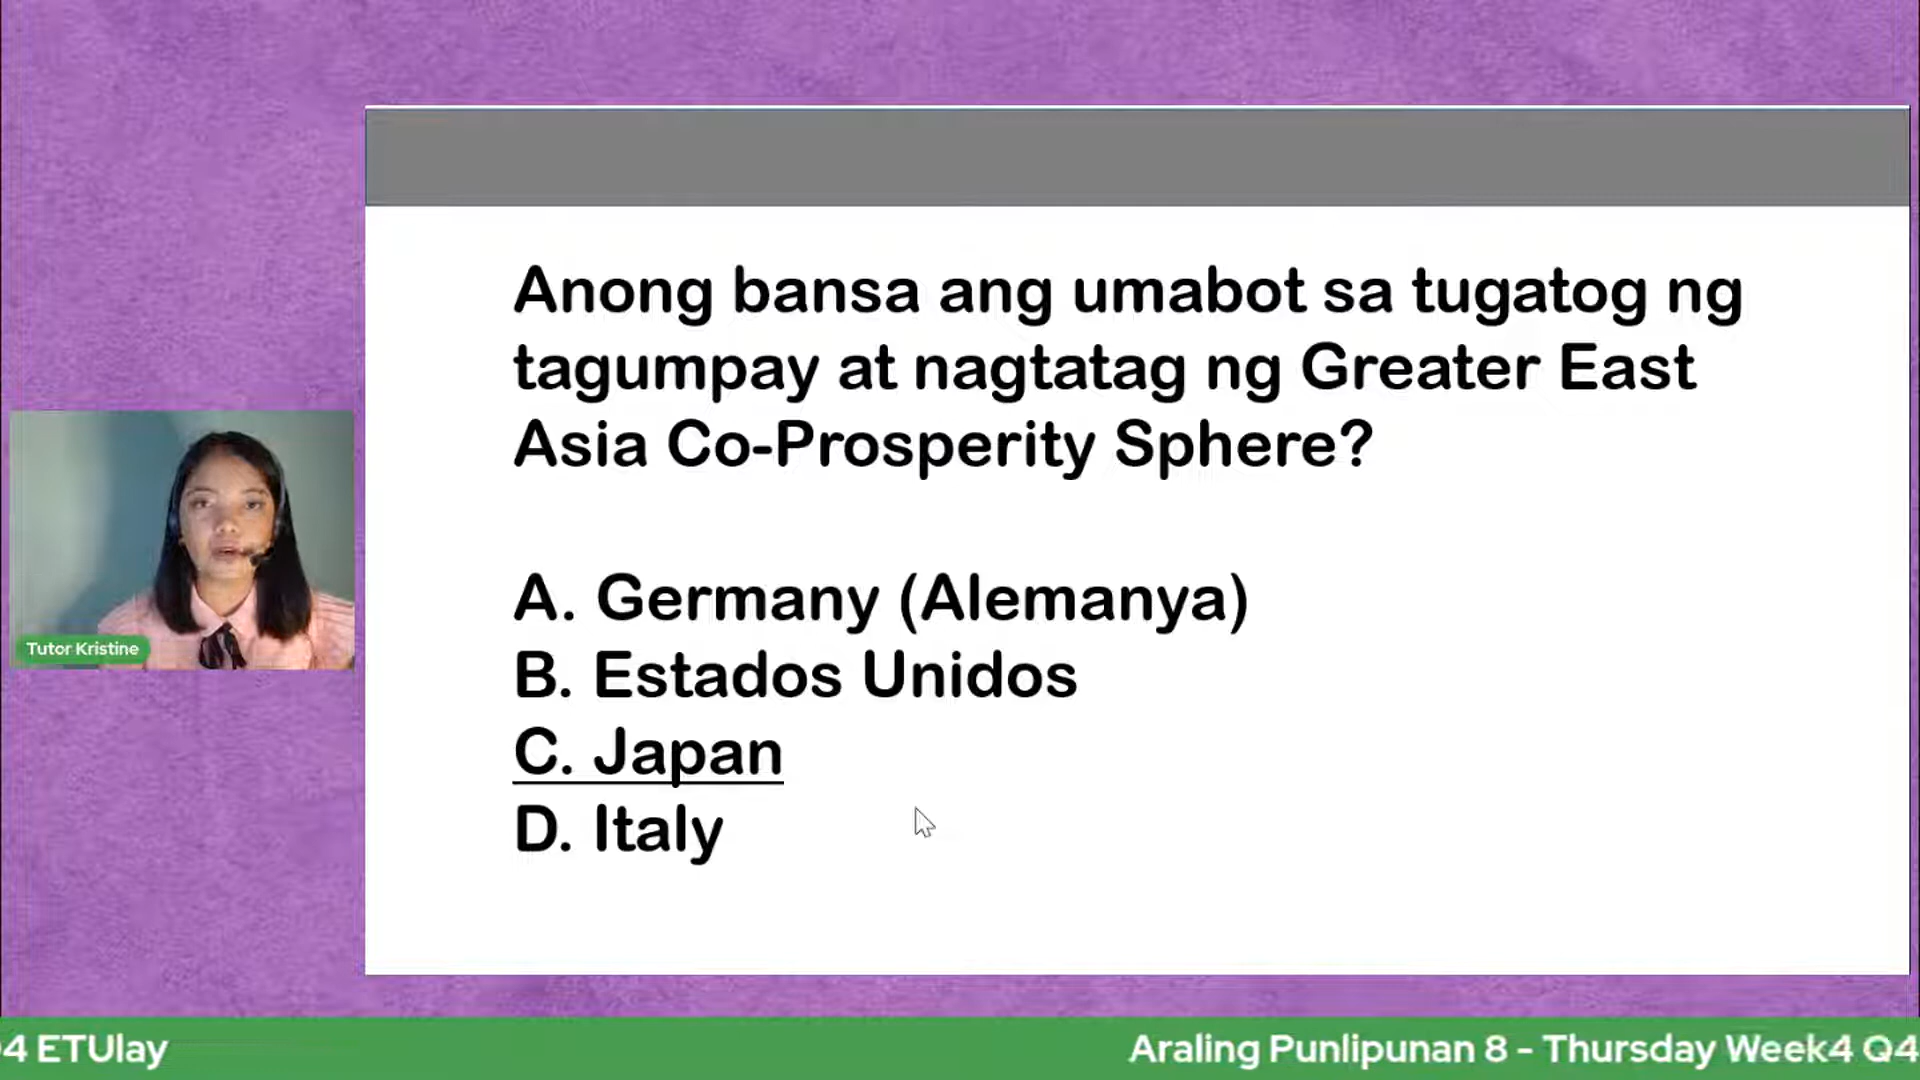 Anong bansa ang umabot sa tugatog ng
tagumpay at nagtatag ng Greater East
Asia Co-Prosperity Sphere?
A. Germany (Alemanya)
B. Estados Unidos
C. Japan
D. Italy
Tutor Kristine
4 ETUlay
Araling Punlipunan 8 - Thursday Week4 Q4